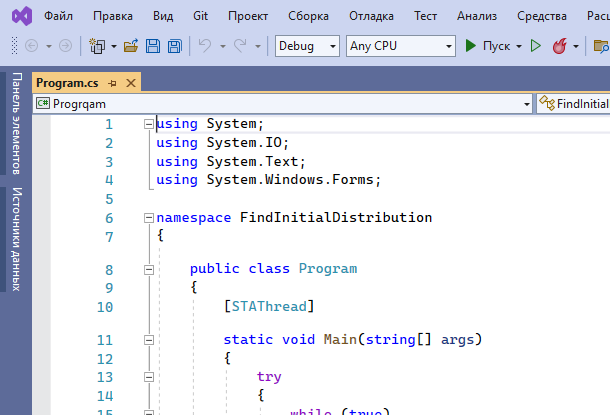 Файл Правка Вид Git Проект Сборка Отладка Тест Анализ Средства
Debug Any CPU Пуск
Панель элементов
Источники данных
Program.cs
C# Progrqam FindInitial
1 using System;
2 using System.IO;
3 using System.Text;
4 using System.Windows.Forms;
5
6 namespace FindInitialDistribution
7 {
8 public class Program
9 {
10 [STAThread]
11 static void Main(string[] args)
12 {
13 try
14 {
15 while (true)